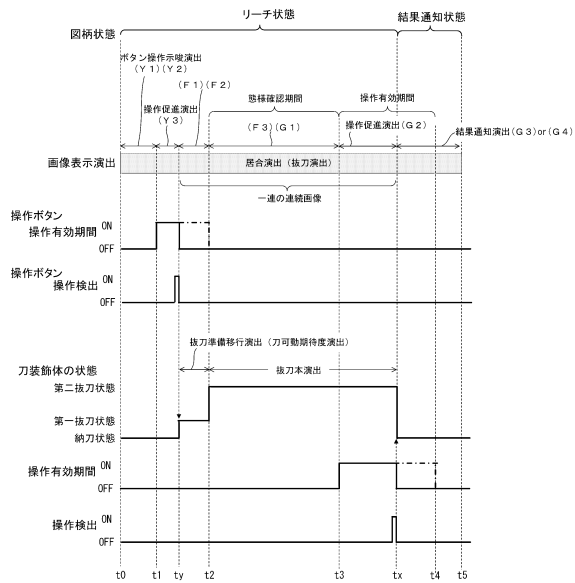 リーチ状態
結果通知状態
図柄状態
ボタン操作示唆演出
(Y1)(Y2)
(F1)(F2)
操作促進演出
(Y3)
態様確認期間
操作有効期間
(F3)(G1)
操作促進演出(G2)
結果通知演出(G3)or(G4)
画像表示演出
居合演出(抜刀演出)
一連の連続画像
操作ボタン
操作有効期間
ON
OFF
操作ボタン
操作検出
ON
OFF
抜刀準備移行演出(刀可動期待度演出)
刀装飾体の状態
抜刀本演出
第二抜刀状態
第一抜刀状態
納刀状態
操作有効期間
ON
OFF
操作検出
ON
OFF
t0 t1 ty t2 t3 tx t4 t5